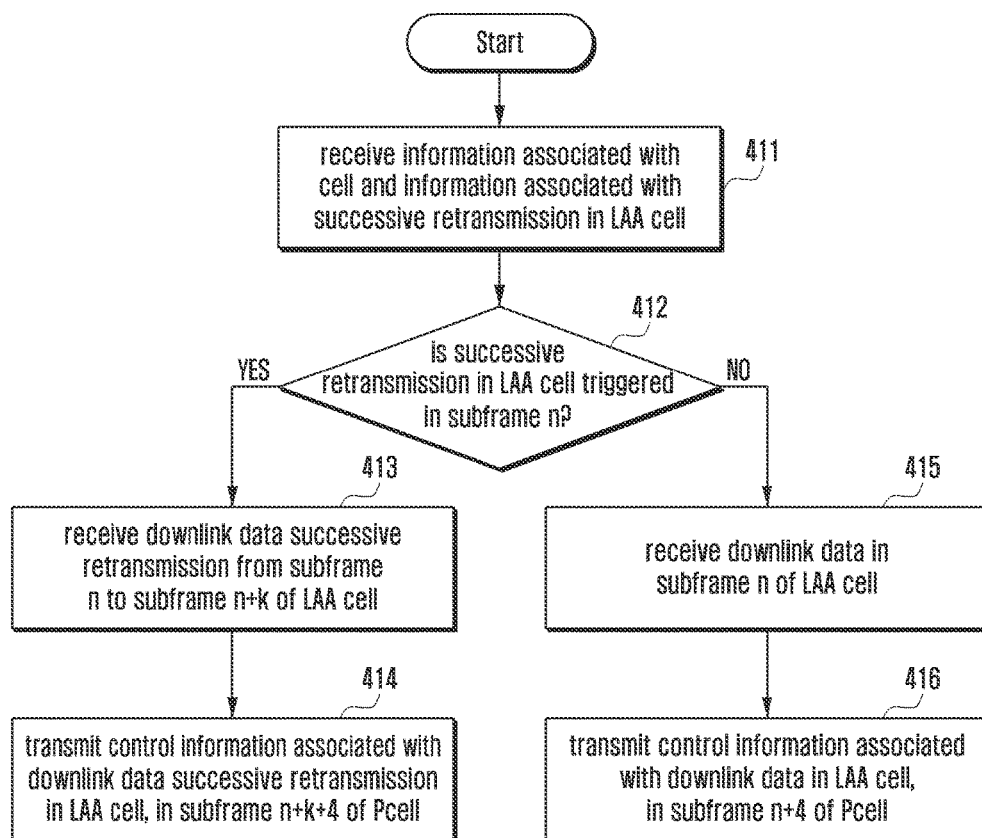 Start
receive information associated with
cell and information associated with
successive retransmission in LAA cell
411
412
is successive
retransmission in LAA cell triggered
in subframe n?
YES
NO
413
receive downlink data successive
retransmission from subframe
n to subframe n+k of LAA cell
415
receive downlink data in
subframe n of LAA cell
414
transmit control information associated with
downlink data successive retransmission
in LAA cell, in subframe n+k+4 of Pcell
416
transmit control information associated
with downlink data in LAA cell,
in subframe n+4 of Pcell